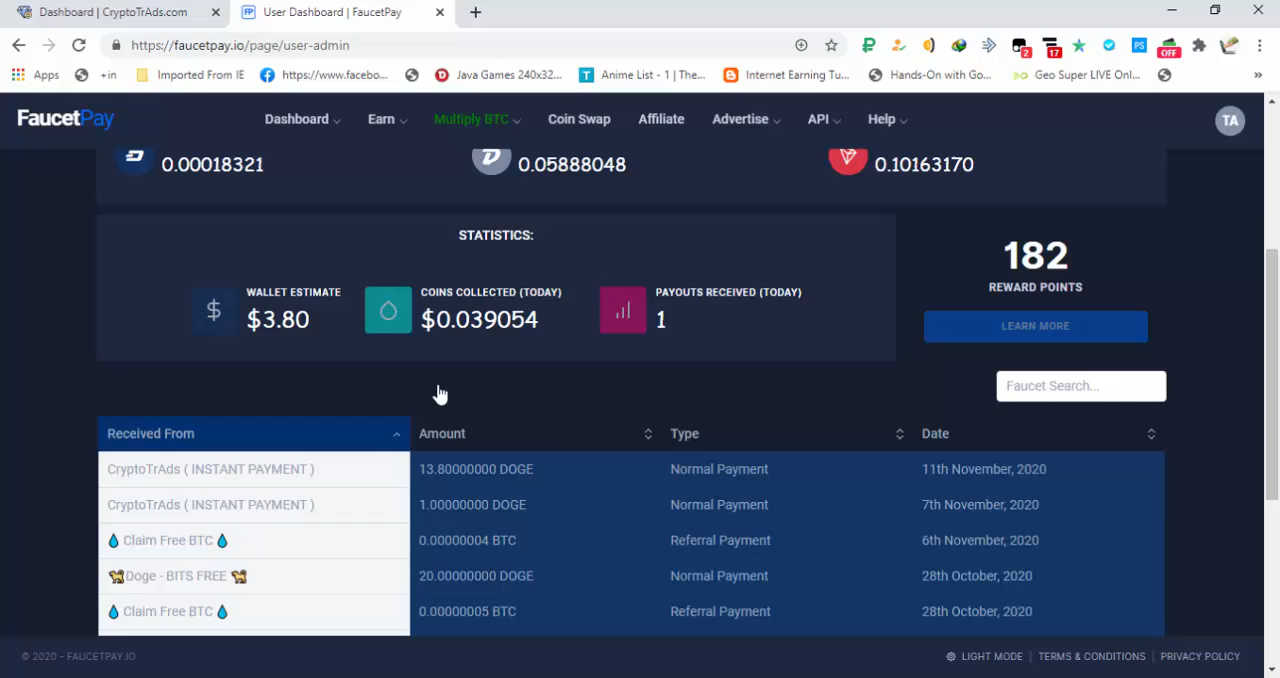 Dashboard | CryptoTrAds.com
User Dashboard | FaucetPay
https://faucetpay.io/page/user-admin
2
17
PS
OFF
Apps
+in
Imported From IE
https://www.facebo...
Java Games 240x32...
Anime List - 1 | The...
Internet Earning Tu...
Hands-On with Go...
Geo Super LIVE Onl...
»
FaucetPay
Dashboard
Earn
Multiply BTC
Coin Swap
Affiliate
Advertise
API
Help
TA
0.00018321
0.05888048
0.10163170
STATISTICS:
WALLET ESTIMATE
$3.80
COINS COLLECTED (TODAY)
$0.039054
PAYOUTS RECEIVED (TODAY)
1
182
REWARD POINTS
LEARN MORE
Faucet Search...
Received From Amount Type Date
CryptoTrAds ( INSTANT PAYMENT ) 13.80000000 DOGE Normal Payment 11th November, 2020
CryptoTrAds ( INSTANT PAYMENT ) 1.00000000 DOGE Normal Payment 7th November, 2020
💧 Claim Free BTC 💧 0.00000004 BTC Referral Payment 6th November, 2020
🐕Doge - BITS FREE 🐕 20.00000000 DOGE Normal Payment 28th October, 2020
💧 Claim Free BTC 💧 0.00000005 BTC Referral Payment 28th October, 2020
© 2020 - FAUCETPAY.IO
LIGHT MODE | TERMS & CONDITIONS | PRIVACY POLICY